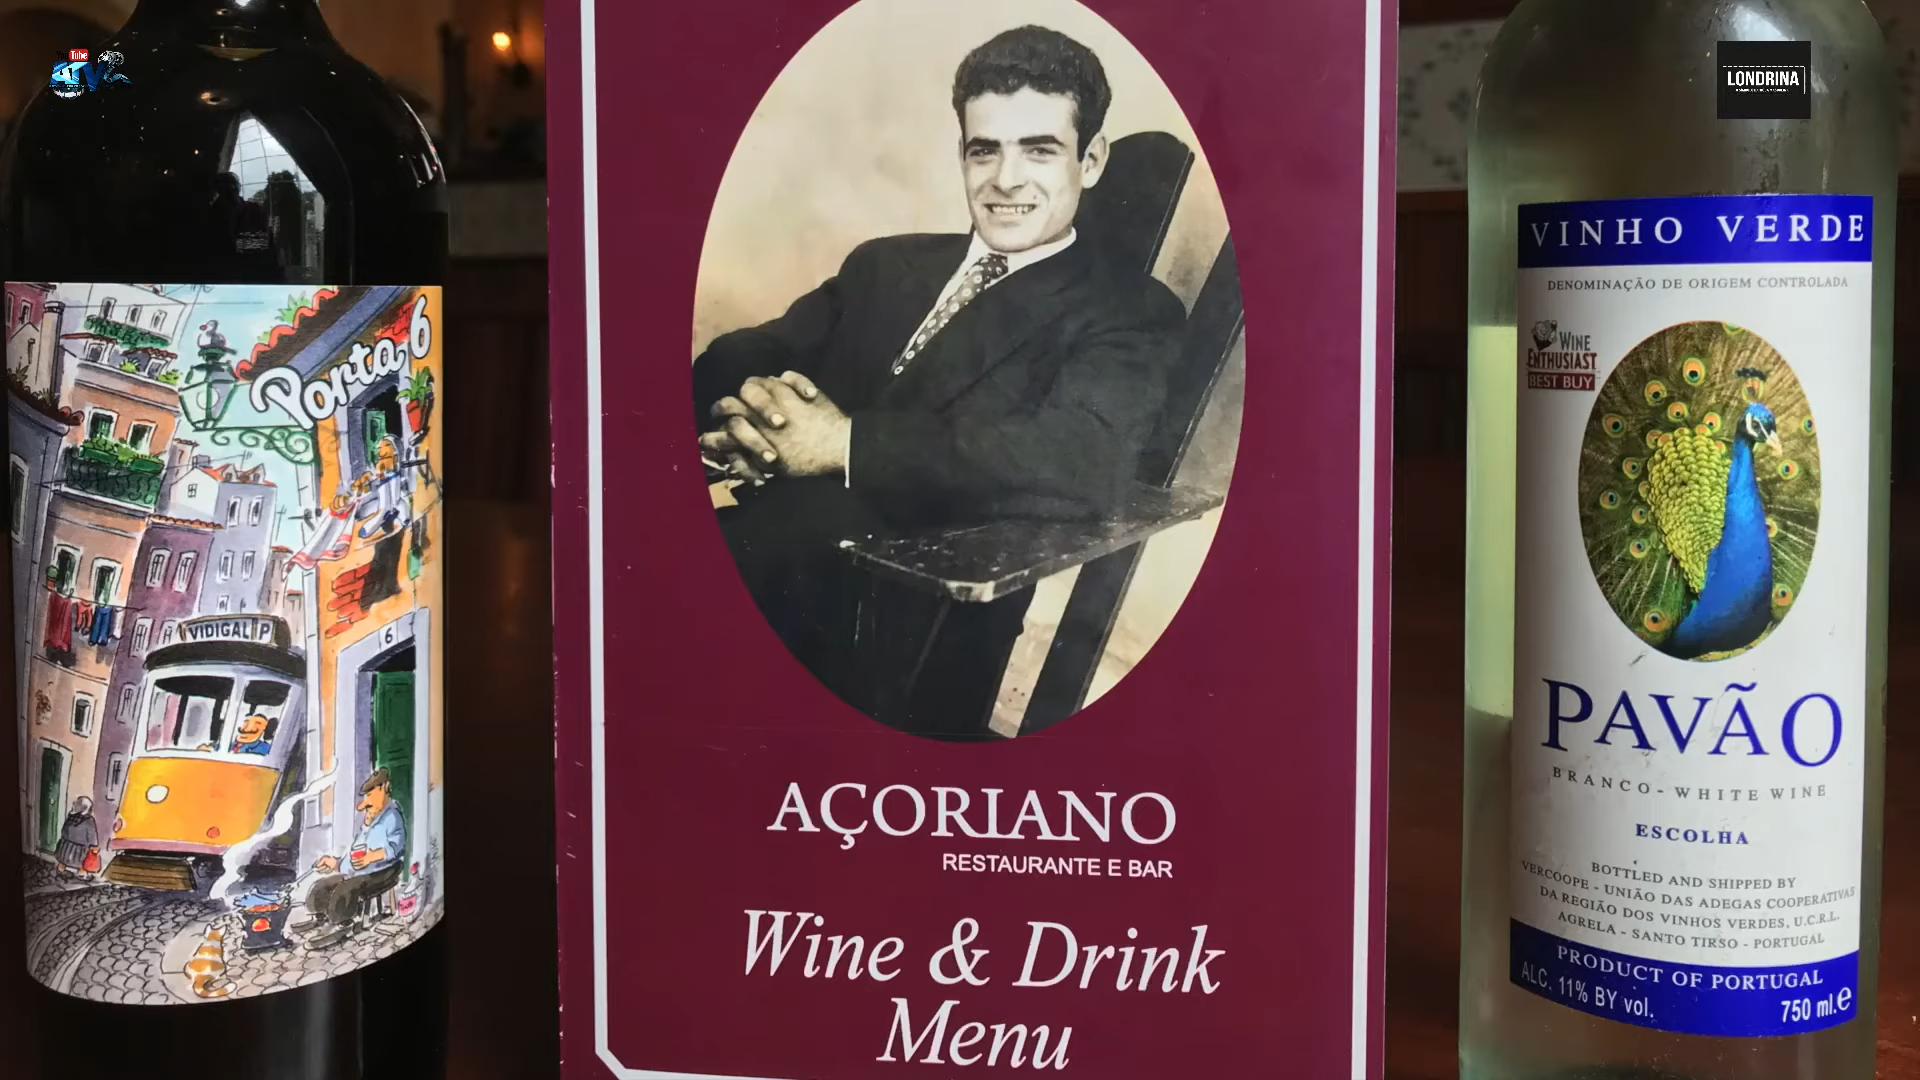 YouTube
LONDRINA
Porta 6
VIDIGAL P
6
AÇORIANO
RESTAURANTE E BAR
Wine & Drink
Menu
VINHO VERDE
DENOMINAÇÃO DE ORIGEM CONTROLADA
WINE
ENTHUSIAST
BEST BUY
PAVÃO
BRANCO - WHITE WINE
ESCOLHA
BOTTLED AND SHIPPED BY
VERCOOPE - UNIÃO DAS ADEGAS COOPERATIVAS
DA REGIÃO DOS VINHOS VERDES, U.C.R.L.
AGRELA - SANTO TIRSO - PORTUGAL
PRODUCT OF PORTUGAL
ALC. 11% BY vol.
750 ml.e